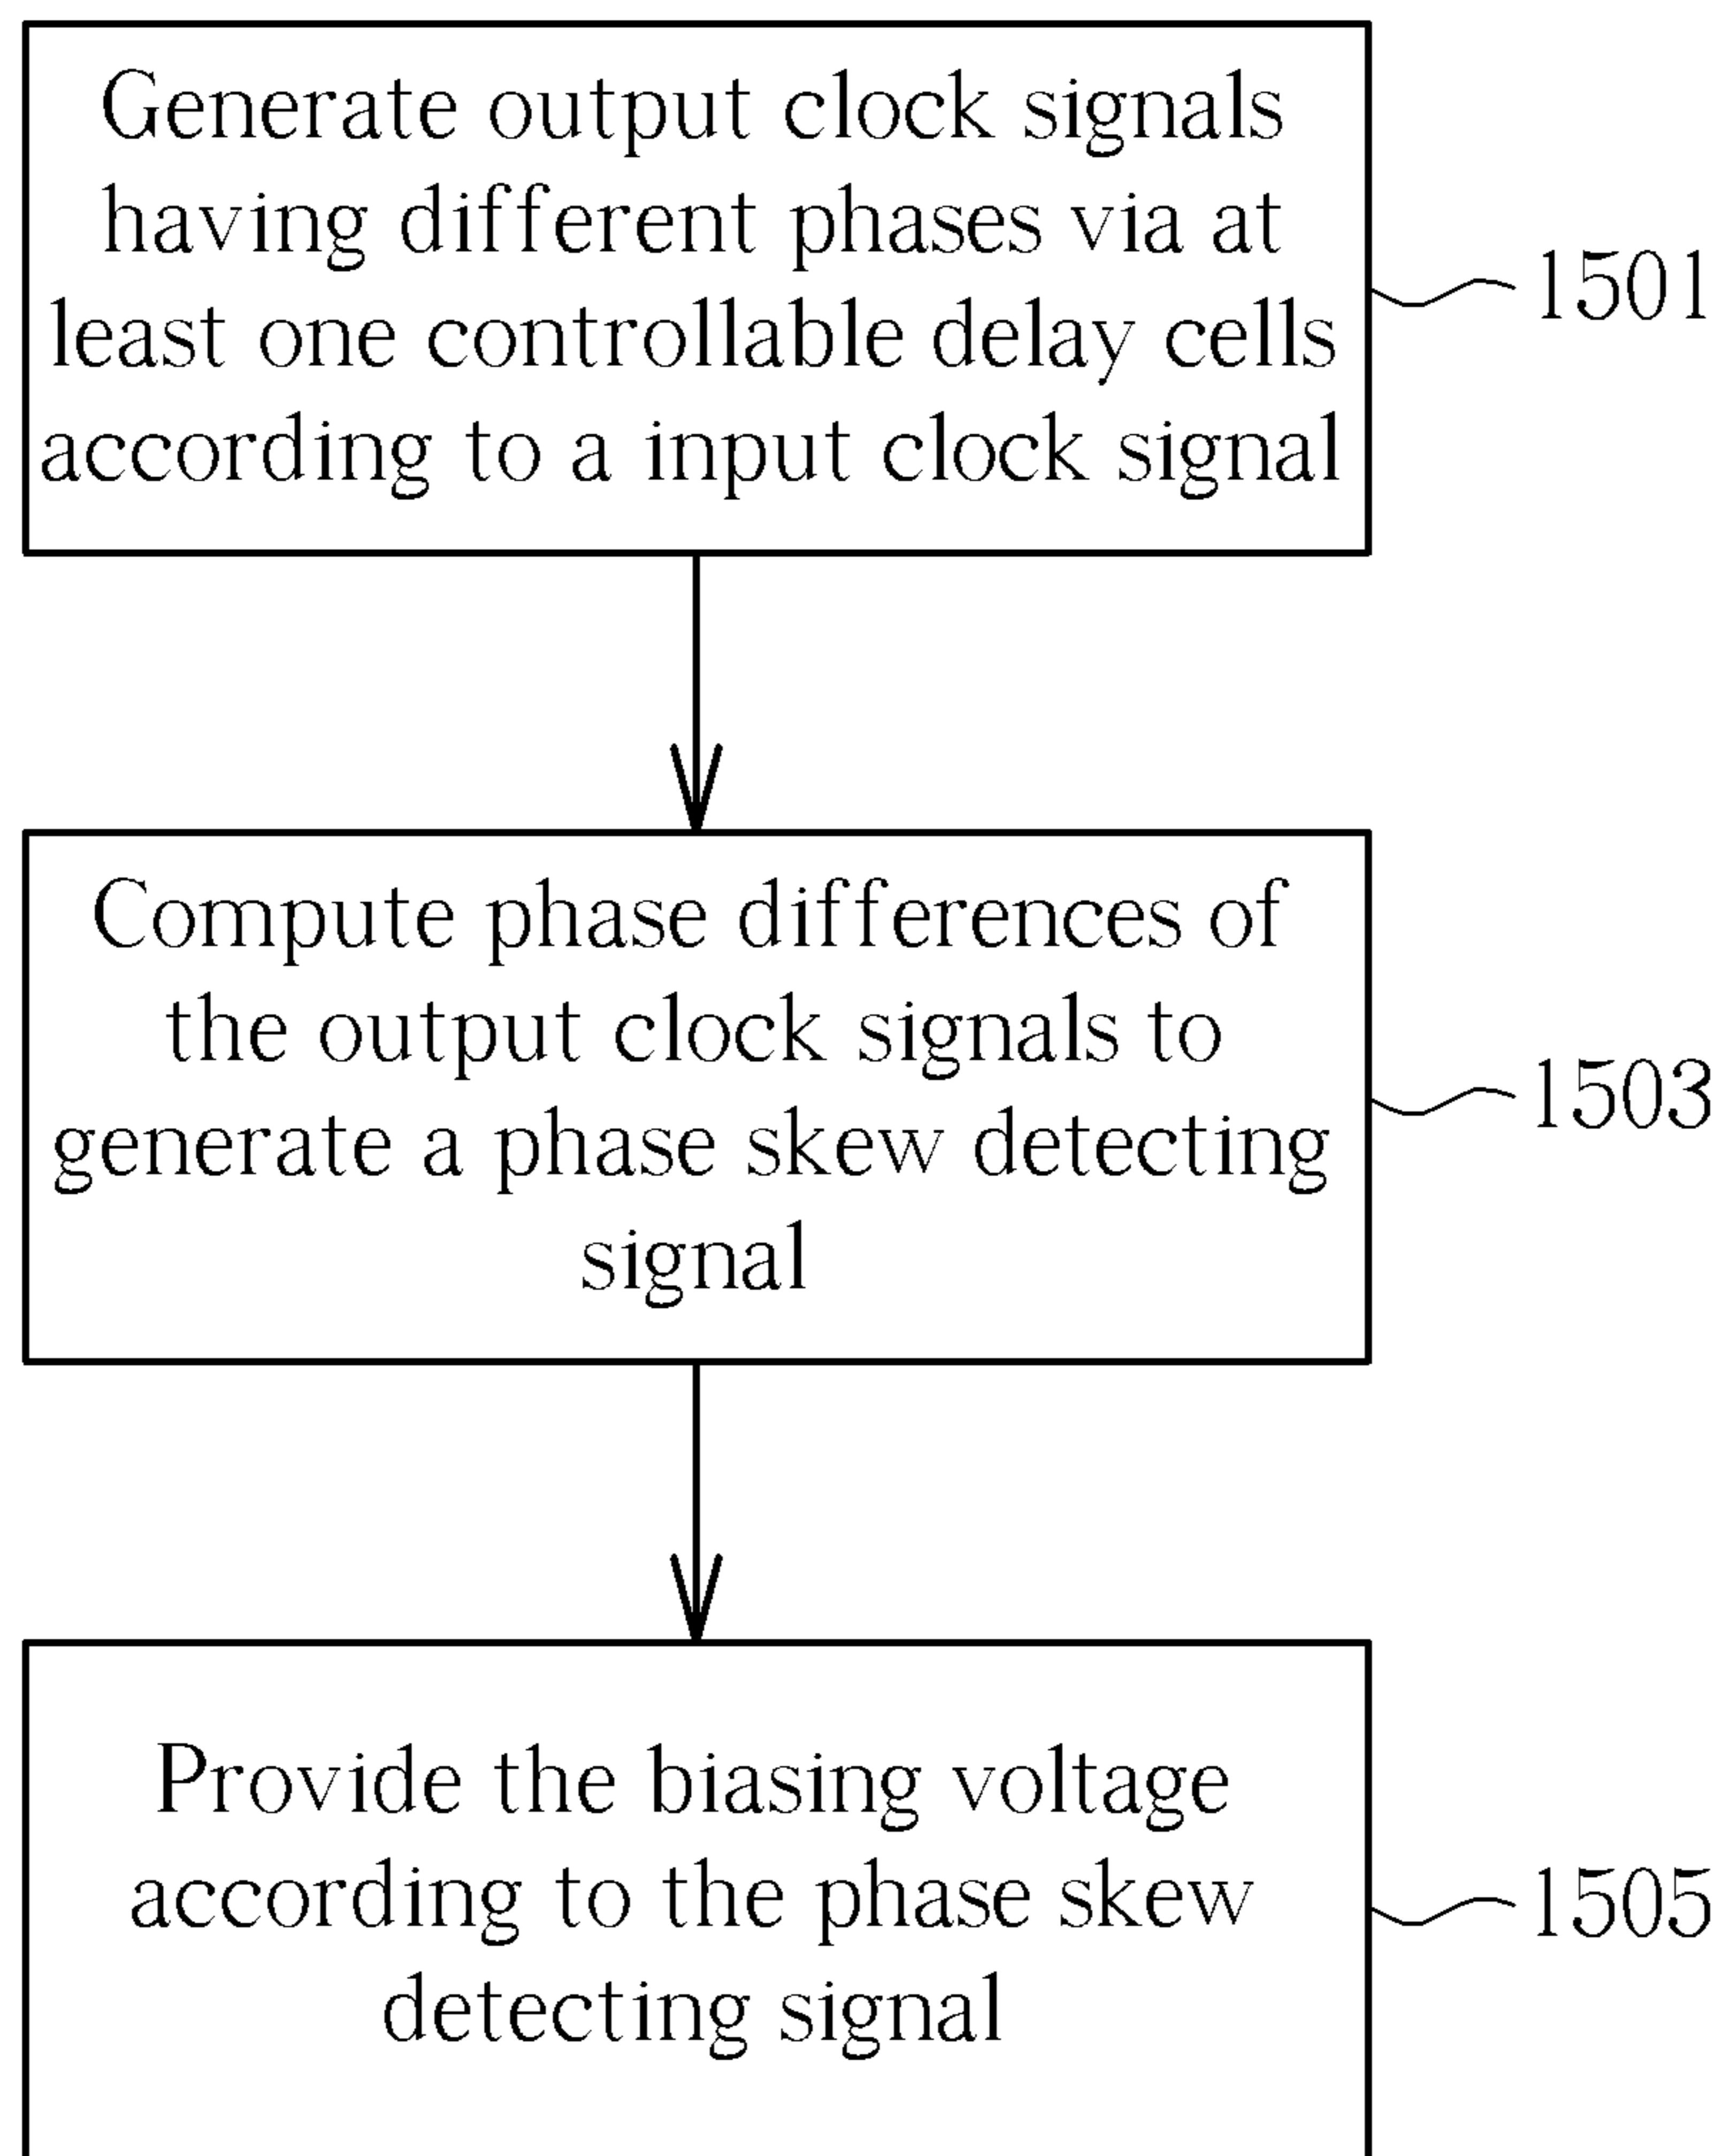 Generate output clock signals
having different phases via at
least one controllable delay cells
according to a input clock signal
1501
Compute phase differences of
the output clock signals to
generate a phase skew detecting
signal
1503
Provide the biasing voltage
according to the phase skew
detecting signal
1505